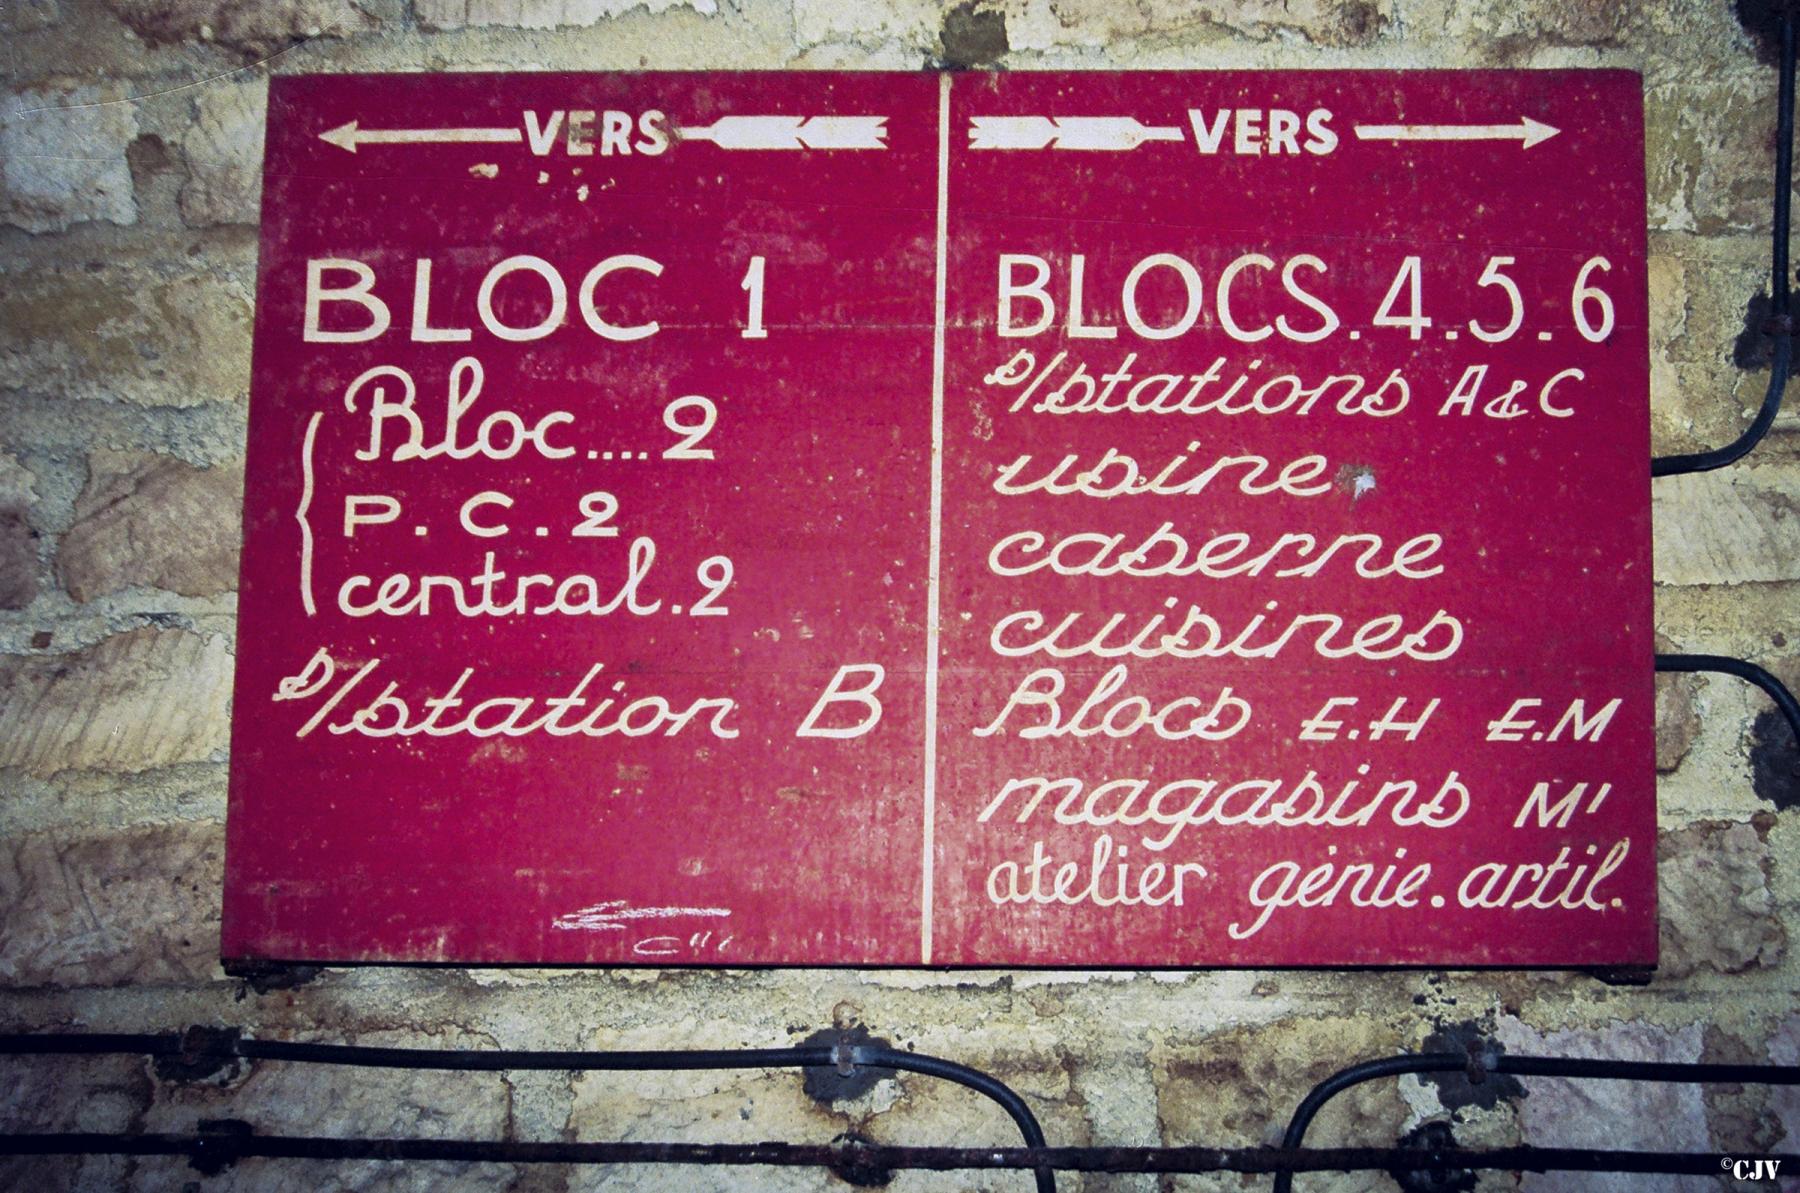 VERS
BLOC 1
Bloc....2
P.C.2
central.2
s/station B
VERS
BLOCS.4.5.6
s/stations A & C
usine
caserne
cuisines
Blocs E.H E.M
magasins M'
atelier génie.artil.
©CJV